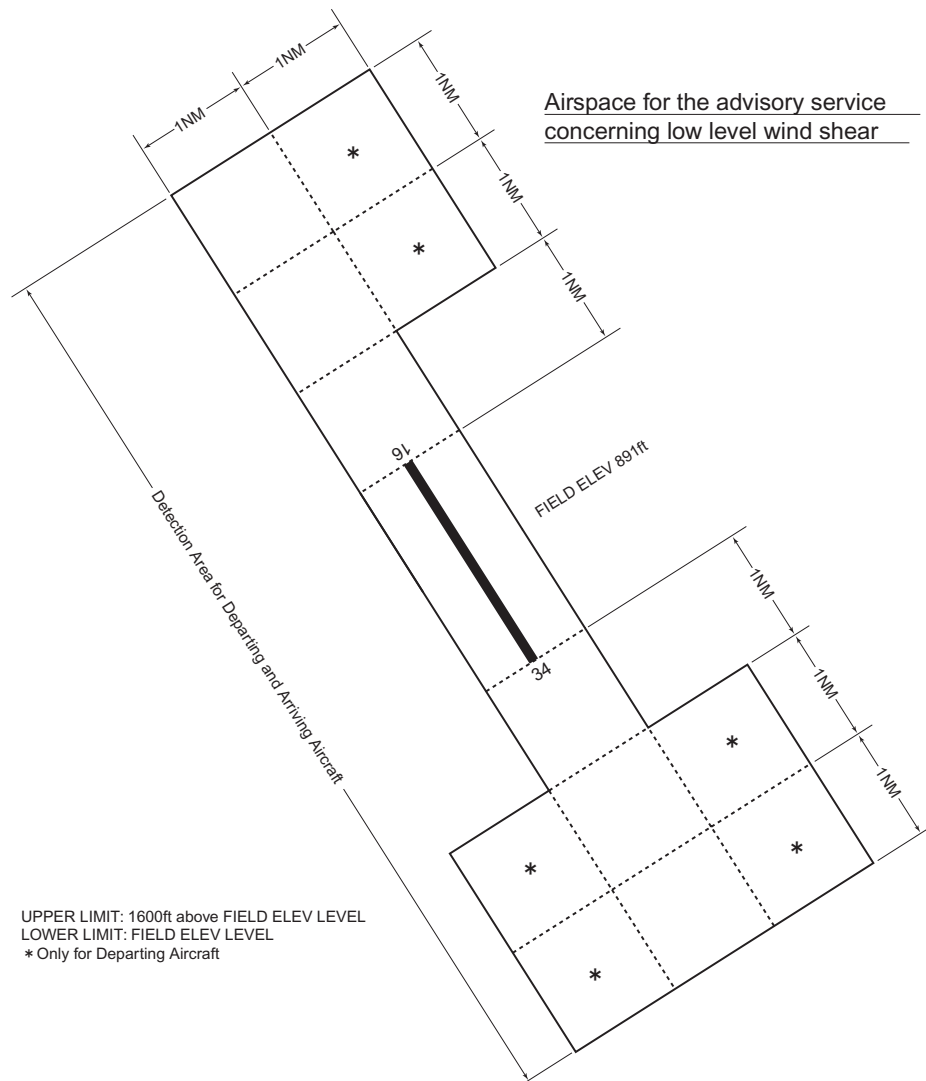 1NM
1NM
1NM
1NM
1NM
Airspace for the advisory service
concerning low level wind shear
*
*
16
FIELD ELEV 891ft
34
Detection Area for Departing and Arriving Aircraft
1NM
1NM
1NM
*
*
*
*
UPPER LIMIT: 1600ft above FIELD ELEV LEVEL
LOWER LIMIT: FIELD ELEV LEVEL
* Only for Departing Aircraft